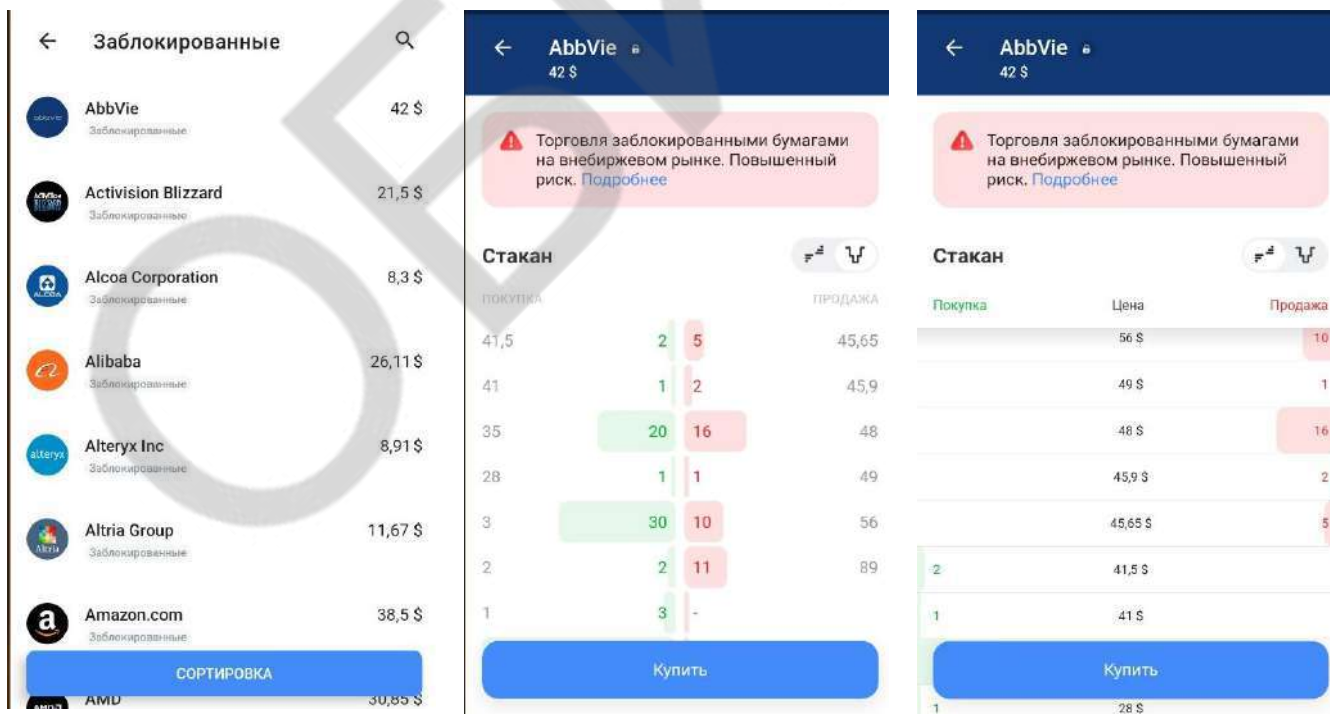 Заблокированные
AbbVie 42 $
Заблокированные
Activision Blizzard 21,5 $
Заблокированные
Alcoa Corporation 8,3 $
Заблокированные
Alibaba 26,11 $
Заблокированные
Alteryx Inc 8,91 $
Заблокированные
Altria Group 11,67 $
Заблокированные
Amazon.com 38,5 $
Заблокированные
СОРТИРОВКА
AMD 30,85 $
AbbVie
42 $
Торговля заблокированными бумагами
на внебиржевом рынке. Повышенный
риск. Подробнее
Стакан
ПОКУПКА ПРОДАЖА
41,5 2 5 45,65
41 1 2 45,9
35 20 16 48
28 1 1 49
3 30 10 56
2 2 11 89
1 3 -
Купить
AbbVie
42 $
Торговля заблокированными бумагами
на внебиржевом рынке. Повышенный
риск. Подробнее
Стакан
Покупка Цена Продажа
56 $ 10
49 $ 1
48 $ 16
45,9 $ 2
45,65 $ 5
2 41,5 $
1 41 $
Купить
1 28 $